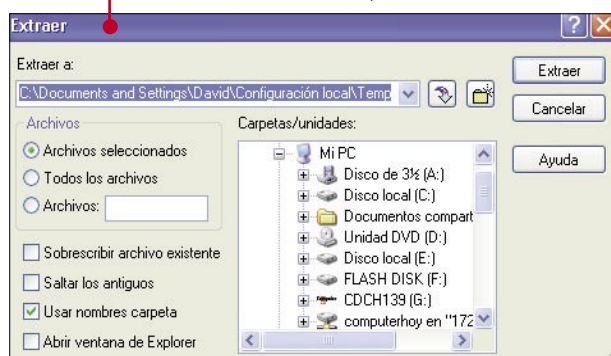 Extraer
Extraer a:
C:\Documents and Settings\David\Configuración local\Temp
Extraer
Cancelar
Ayuda
Archivos
Archivos seleccionados
Todos los archivos
Archivos:
Sobrescribir archivo existente
Saltar los antiguos
Usar nombres carpeta
Abrir ventana de Explorer
Carpetas/unidades:
Mi PC
Disco de 3½ (A:)
Disco local (C:)
Documentos compart
Unidad DVD (D:)
Disco local (E:)
FLASH DISK (F:)
CDCH139 (G:)
computerhoy en "172